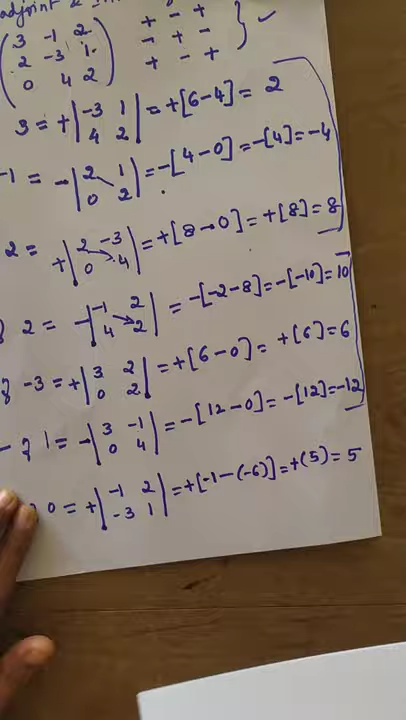 adjoint &
3 -1 2 + - +
2 -3 1 - + -
0 4 2 + - +
3 = +|-3 1| = +[6-4] = 2
|4 2|
-1 = -|2 1| = -[4-0] = -[4] = -4
|0 2|
2 = +|2 -3| = +[8-0] = +[8] = 8
|0 4|
2 = -|-1 2| = -[-2-8] = -[-10] = 10
|4 2|
-3 = +|3 2| = +[6-0] = +[6] = 6
|0 2|
1 = -|3 -1| = -[12-0] = -[12] = -12
|0 4|
0 = +|-1 2| = +[-1-(-6)] = +(5) = 5
|-3 1|